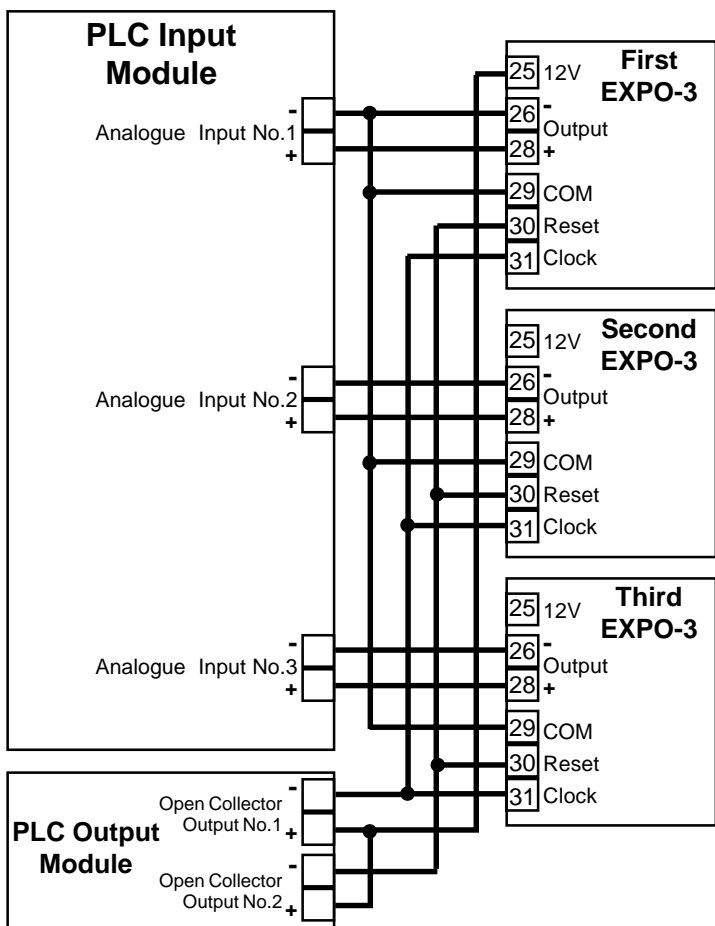 PLC Input
Module
-
Analogue Input No.1
+
-
Analogue Input No.2
+
-
Analogue Input No.3
+
PLC Output
Module
-
Open Collector
Output No.1
+
-
Open Collector
Output No.2
+
First
EXPO-3
25 12V
26 -
Output
28 +
29 COM
30 Reset
31 Clock
Second
EXPO-3
25 12V
26 -
Output
28 +
29 COM
30 Reset
31 Clock
Third
EXPO-3
25 12V
26 -
Output
28 +
29 COM
30 Reset
31 Clock